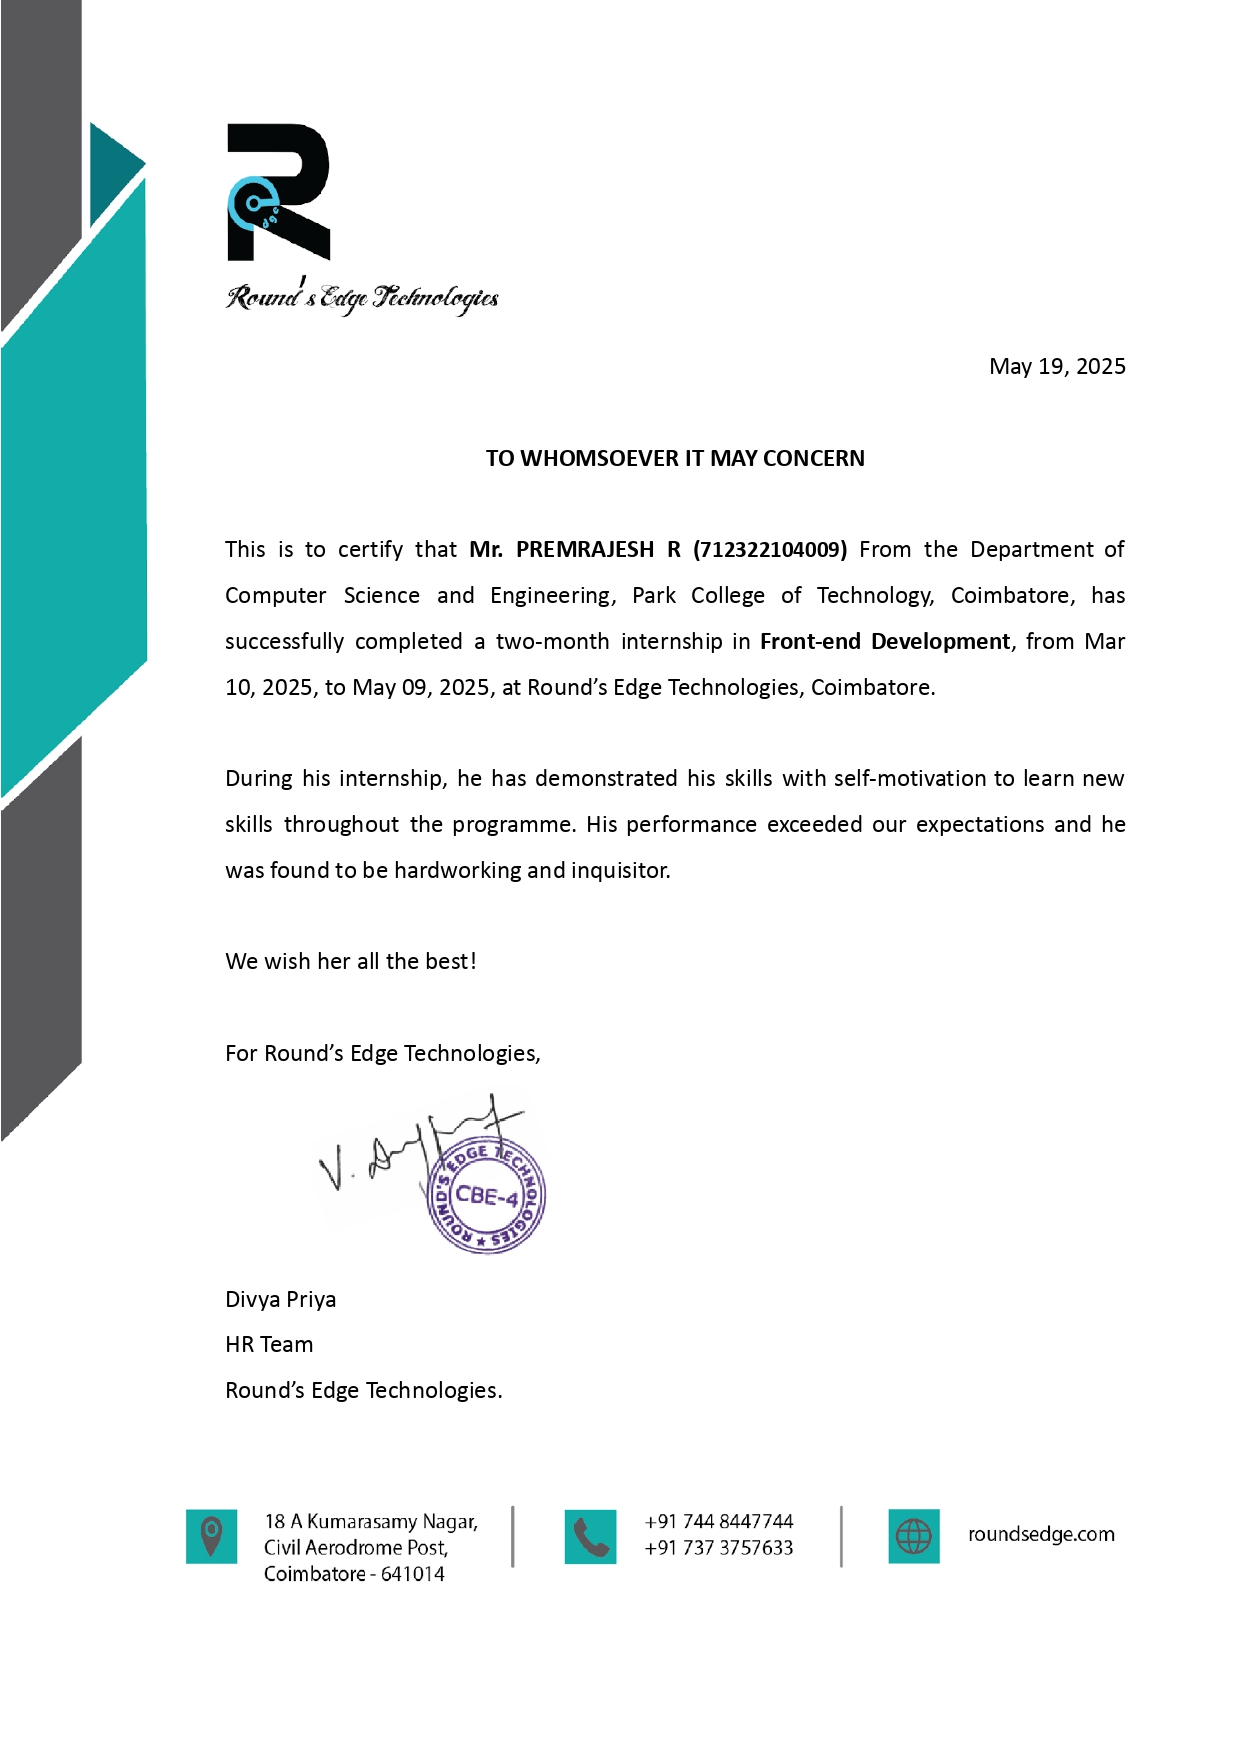 Round's Edge Technologies
May 19, 2025
TO WHOMSOEVER IT MAY CONCERN
This is to certify that Mr. PREMRAJESH R (712322104009) From the Department of
Computer Science and Engineering, Park College of Technology, Coimbatore, has
successfully completed a two-month internship in Front-end Development, from Mar
10, 2025, to May 09, 2025, at Round’s Edge Technologies, Coimbatore.
During his internship, he has demonstrated his skills with self-motivation to learn new
skills throughout the programme. His performance exceeded our expectations and he
was found to be hardworking and inquisitor.
We wish her all the best!
For Round’s Edge Technologies,
ROUND'S EDGE TECHNOLOGIES ★
CBE-4
Divya Priya
HR Team
Round’s Edge Technologies.
18 A Kumarasamy Nagar,
Civil Aerodrome Post,
Coimbatore - 641014
+91 744 8447744
+91 737 3757633
roundsedge.com